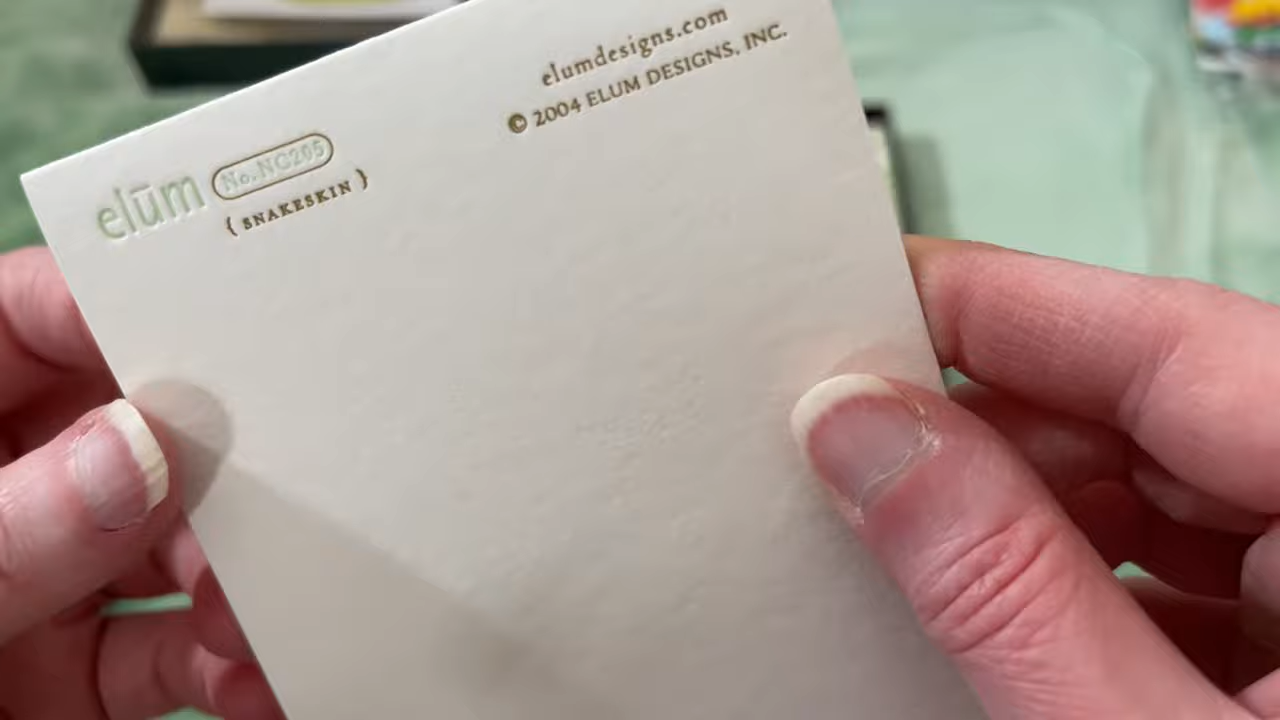 elūm No. NC205
{ SNAKESKIN }
elumdesigns.com
© 2004 ELUM DESIGNS, INC.